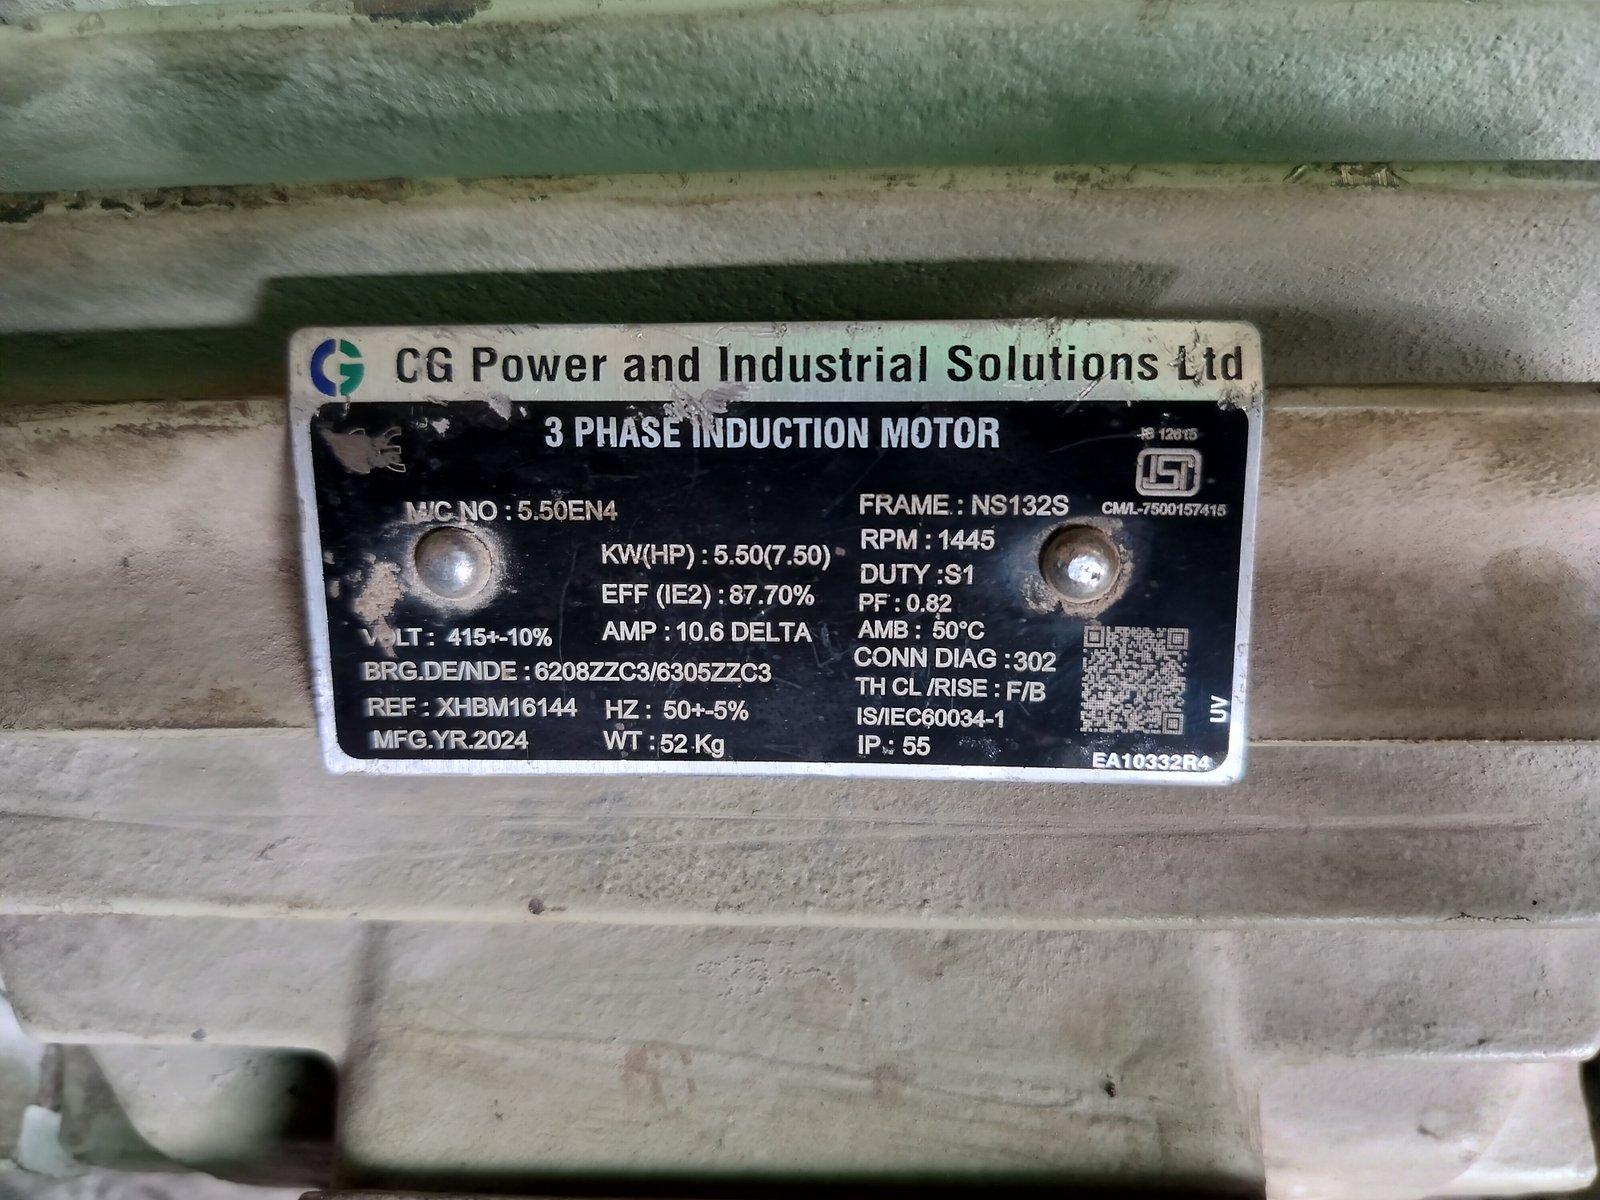 CG Power and Industrial Solutions Ltd
3 PHASE INDUCTION MOTOR
IS 12615
CM/L-7500157415
M/C NO : 5.50EN4
FRAME : NS132S
RPM : 1445
KW(HP) : 5.50(7.50)
DUTY :S1
EFF (IE2) : 87.70%
PF : 0.82
VOLT : 415+-10%
AMP : 10.6 DELTA
AMB : 50°C
BRG.DE/NDE : 6208ZZC3/6305ZZC3
CONN DIAG : 302
TH CL /RISE : F/B
REF : XHBM16144
HZ : 50+-5%
IS/IEC60034-1
UV
MFG.YR.2024
WT : 52 Kg
IP : 55
EA10332R4